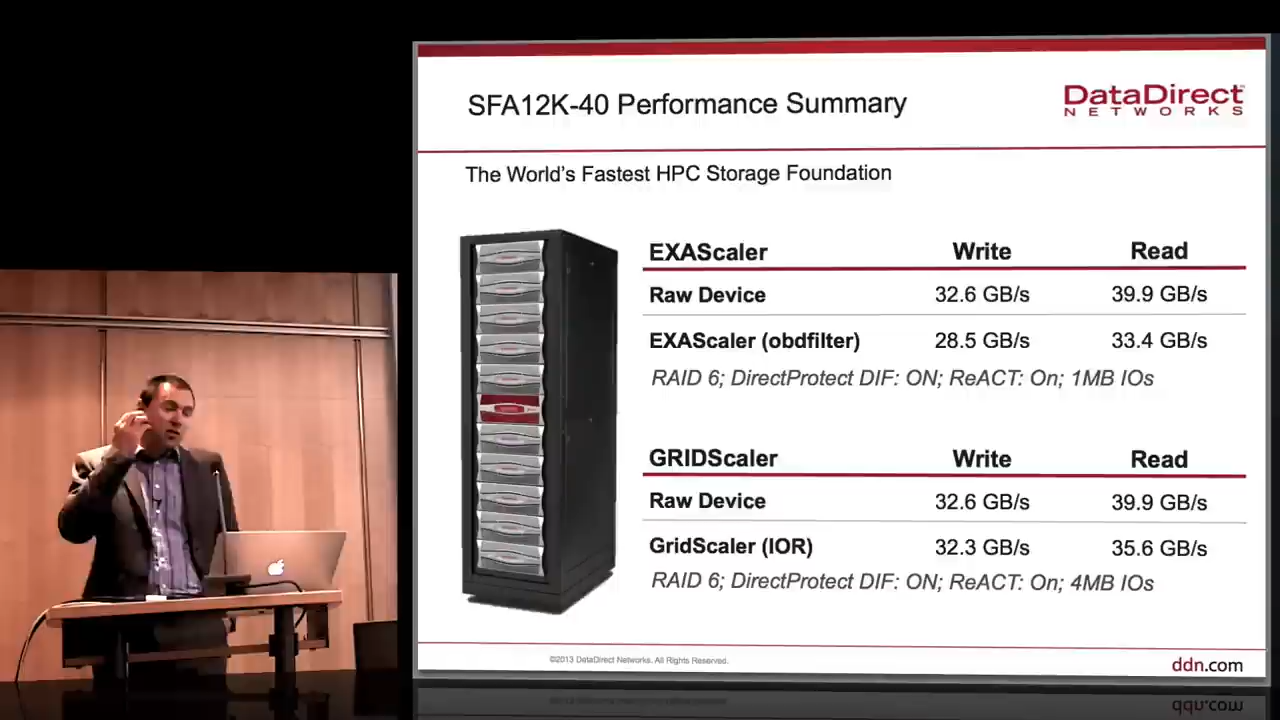 SFA12K-40 Performance Summary
DataDirect
NETWORKS
The World's Fastest HPC Storage Foundation
EXAScaler Write Read
Raw Device 32.6 GB/s 39.9 GB/s
EXAScaler (obdfilter) 28.5 GB/s 33.4 GB/s
RAID 6; DirectProtect DIF: ON; ReACT: On; 1MB IOs
GRIDScaler Write Read
Raw Device 32.6 GB/s 39.9 GB/s
GridScaler (IOR) 32.3 GB/s 35.6 GB/s
RAID 6; DirectProtect DIF: ON; ReACT: On; 4MB IOs
©2013 DataDirect Networks. All Rights Reserved.
ddn.com